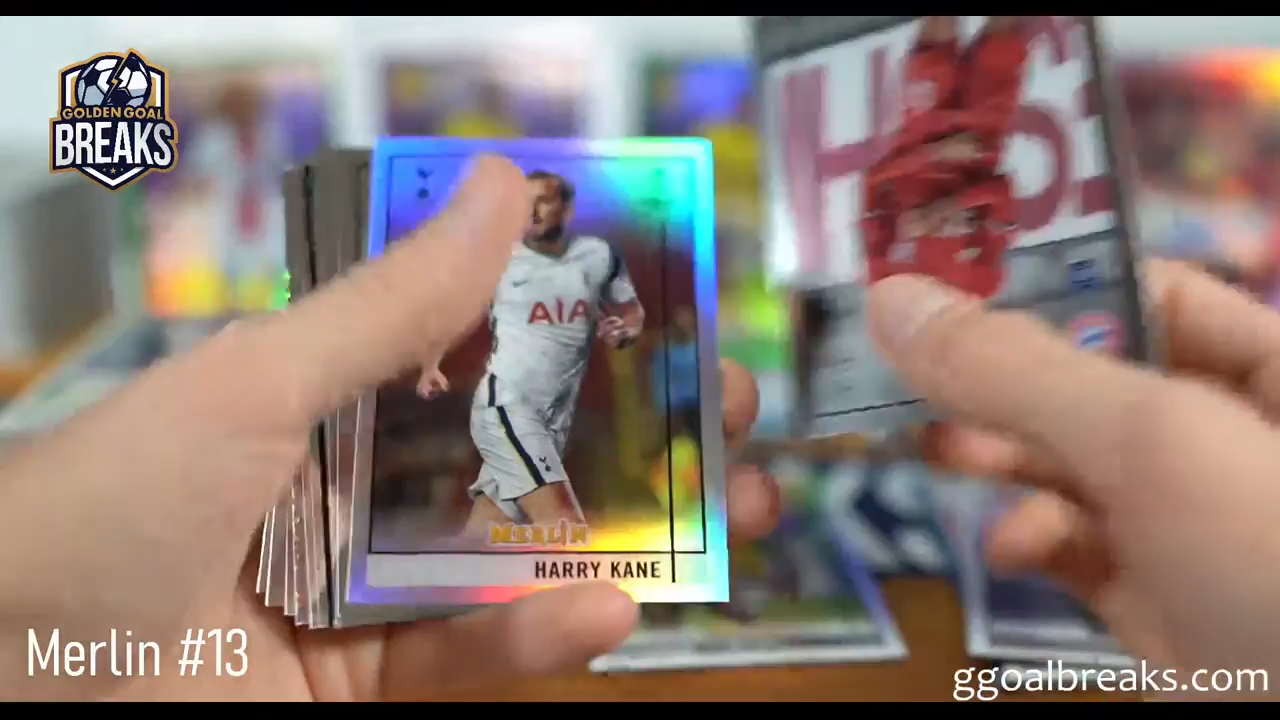 GOLDEN GOAL
BREAKS
AIA
MERLIN
HARRY KANE
Merlin #13
ggoalbreaks.com